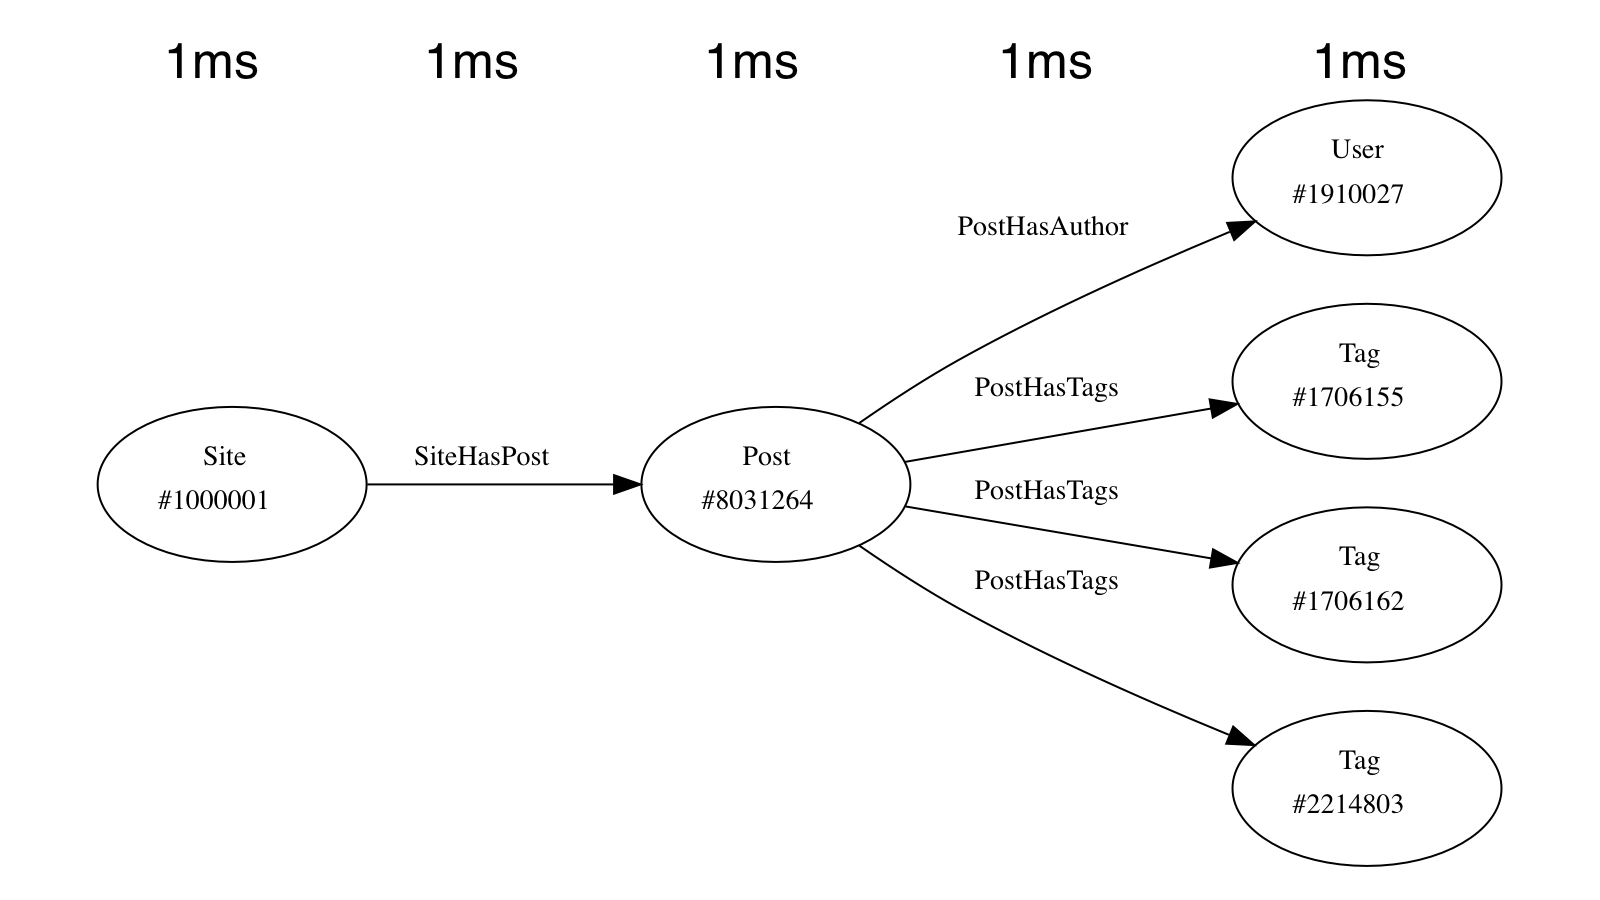 1ms 1ms 1ms 1ms 1ms
User
#1910027
PostHasAuthor
Tag
#1706155
PostHasTags
Site
#1000001
SiteHasPost
Post
#8031264
PostHasTags
Tag
#1706162
PostHasTags
Tag
#2214803